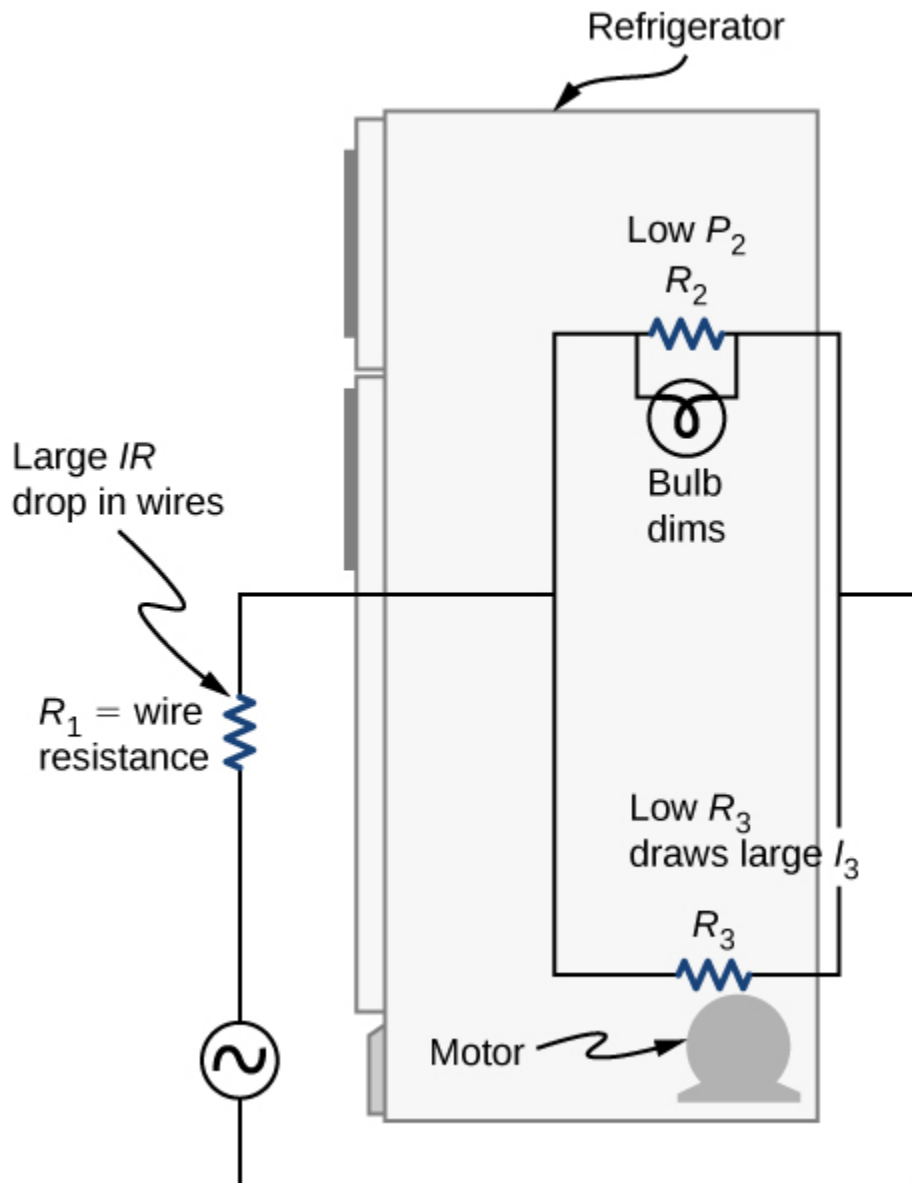 Refrigerator
Low P₂
R₂
Bulb
dims
Large IR
drop in wires
R₁ = wire
resistance
Low R₃
draws large I₃
R₃
Motor